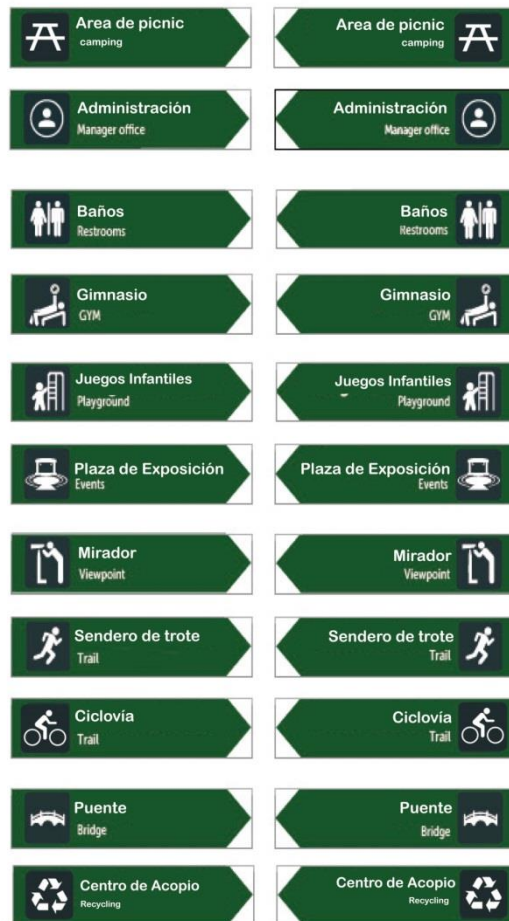 Area de picnic
camping
Area de picnic
camping
Administración
Manager office
Administración
Manager office
Baños
Restrooms
Baños
Restrooms
Gimnasio
GYM
Gimnasio
GYM
Juegos Infantiles
Playground
Juegos Infantiles
Playground
Plaza de Exposición
Events
Plaza de Exposición
Events
Mirador
Viewpoint
Mirador
Viewpoint
Sendero de trote
Trail
Sendero de trote
Trail
Ciclovía
Trail
Ciclovía
Trail
Puente
Bridge
Puente
Bridge
Centro de Acopio
Recycling
Centro de Acopio
Recycling